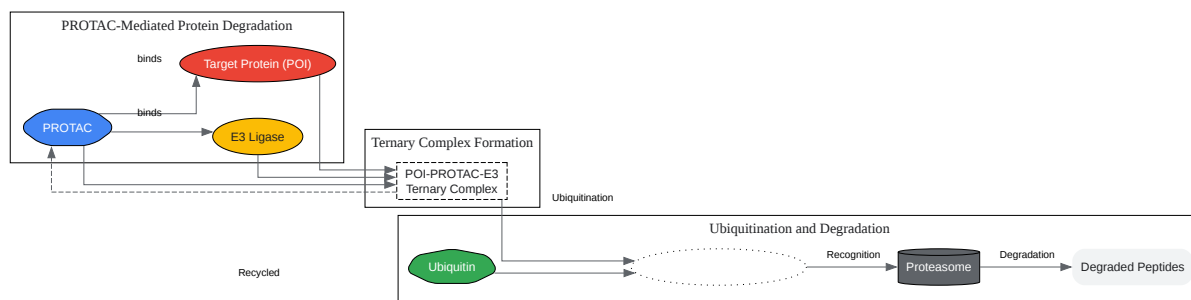 PROTAC-Mediated Protein Degradation
binds
Target Protein (POI)
binds
PROTAC
E3 Ligase
Ternary Complex Formation
POI-PROTAC-E3
Ternary Complex
Ubiquitination
Ubiquitination and Degradation
Recycled
Ubiquitin
Recognition
Proteasome
Degradation
Degraded Peptides